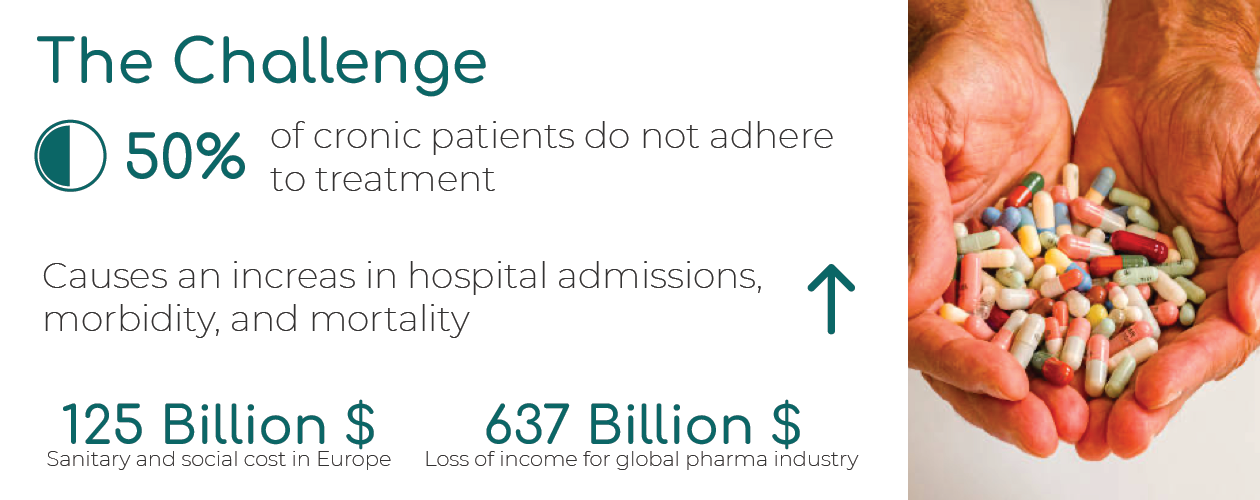 The Challenge
50% of cronic patients do not adhere
to treatment
Causes an increas in hospital admissions,
morbidity, and mortality
125 Billion $
Sanitary and social cost in Europe
637 Billion $
Loss of income for global pharma industry